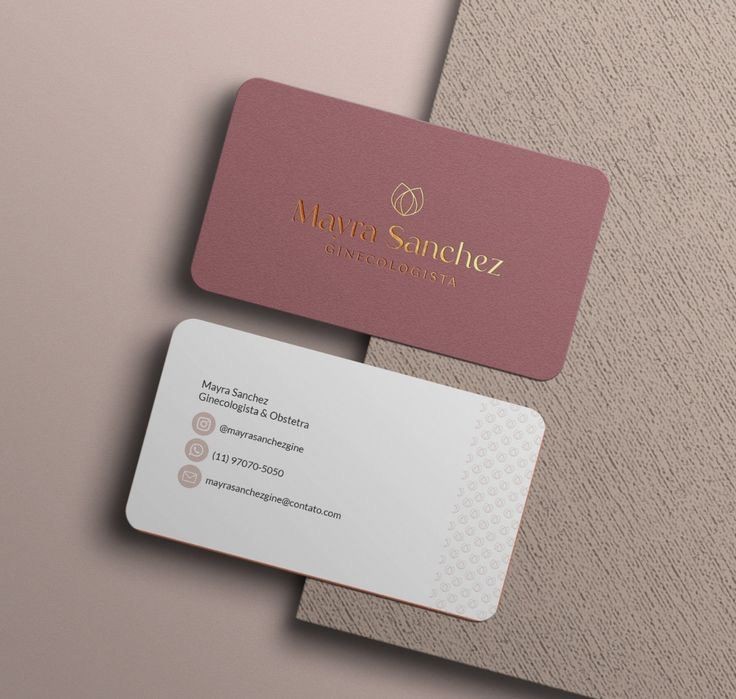 Mayra Sanchez
GINECOLOGISTA
Mayra Sanchez
Ginecologista & Obstetra
@mayrasanchezgine
(11) 97070-5050
mayrasanchezgine@contato.com